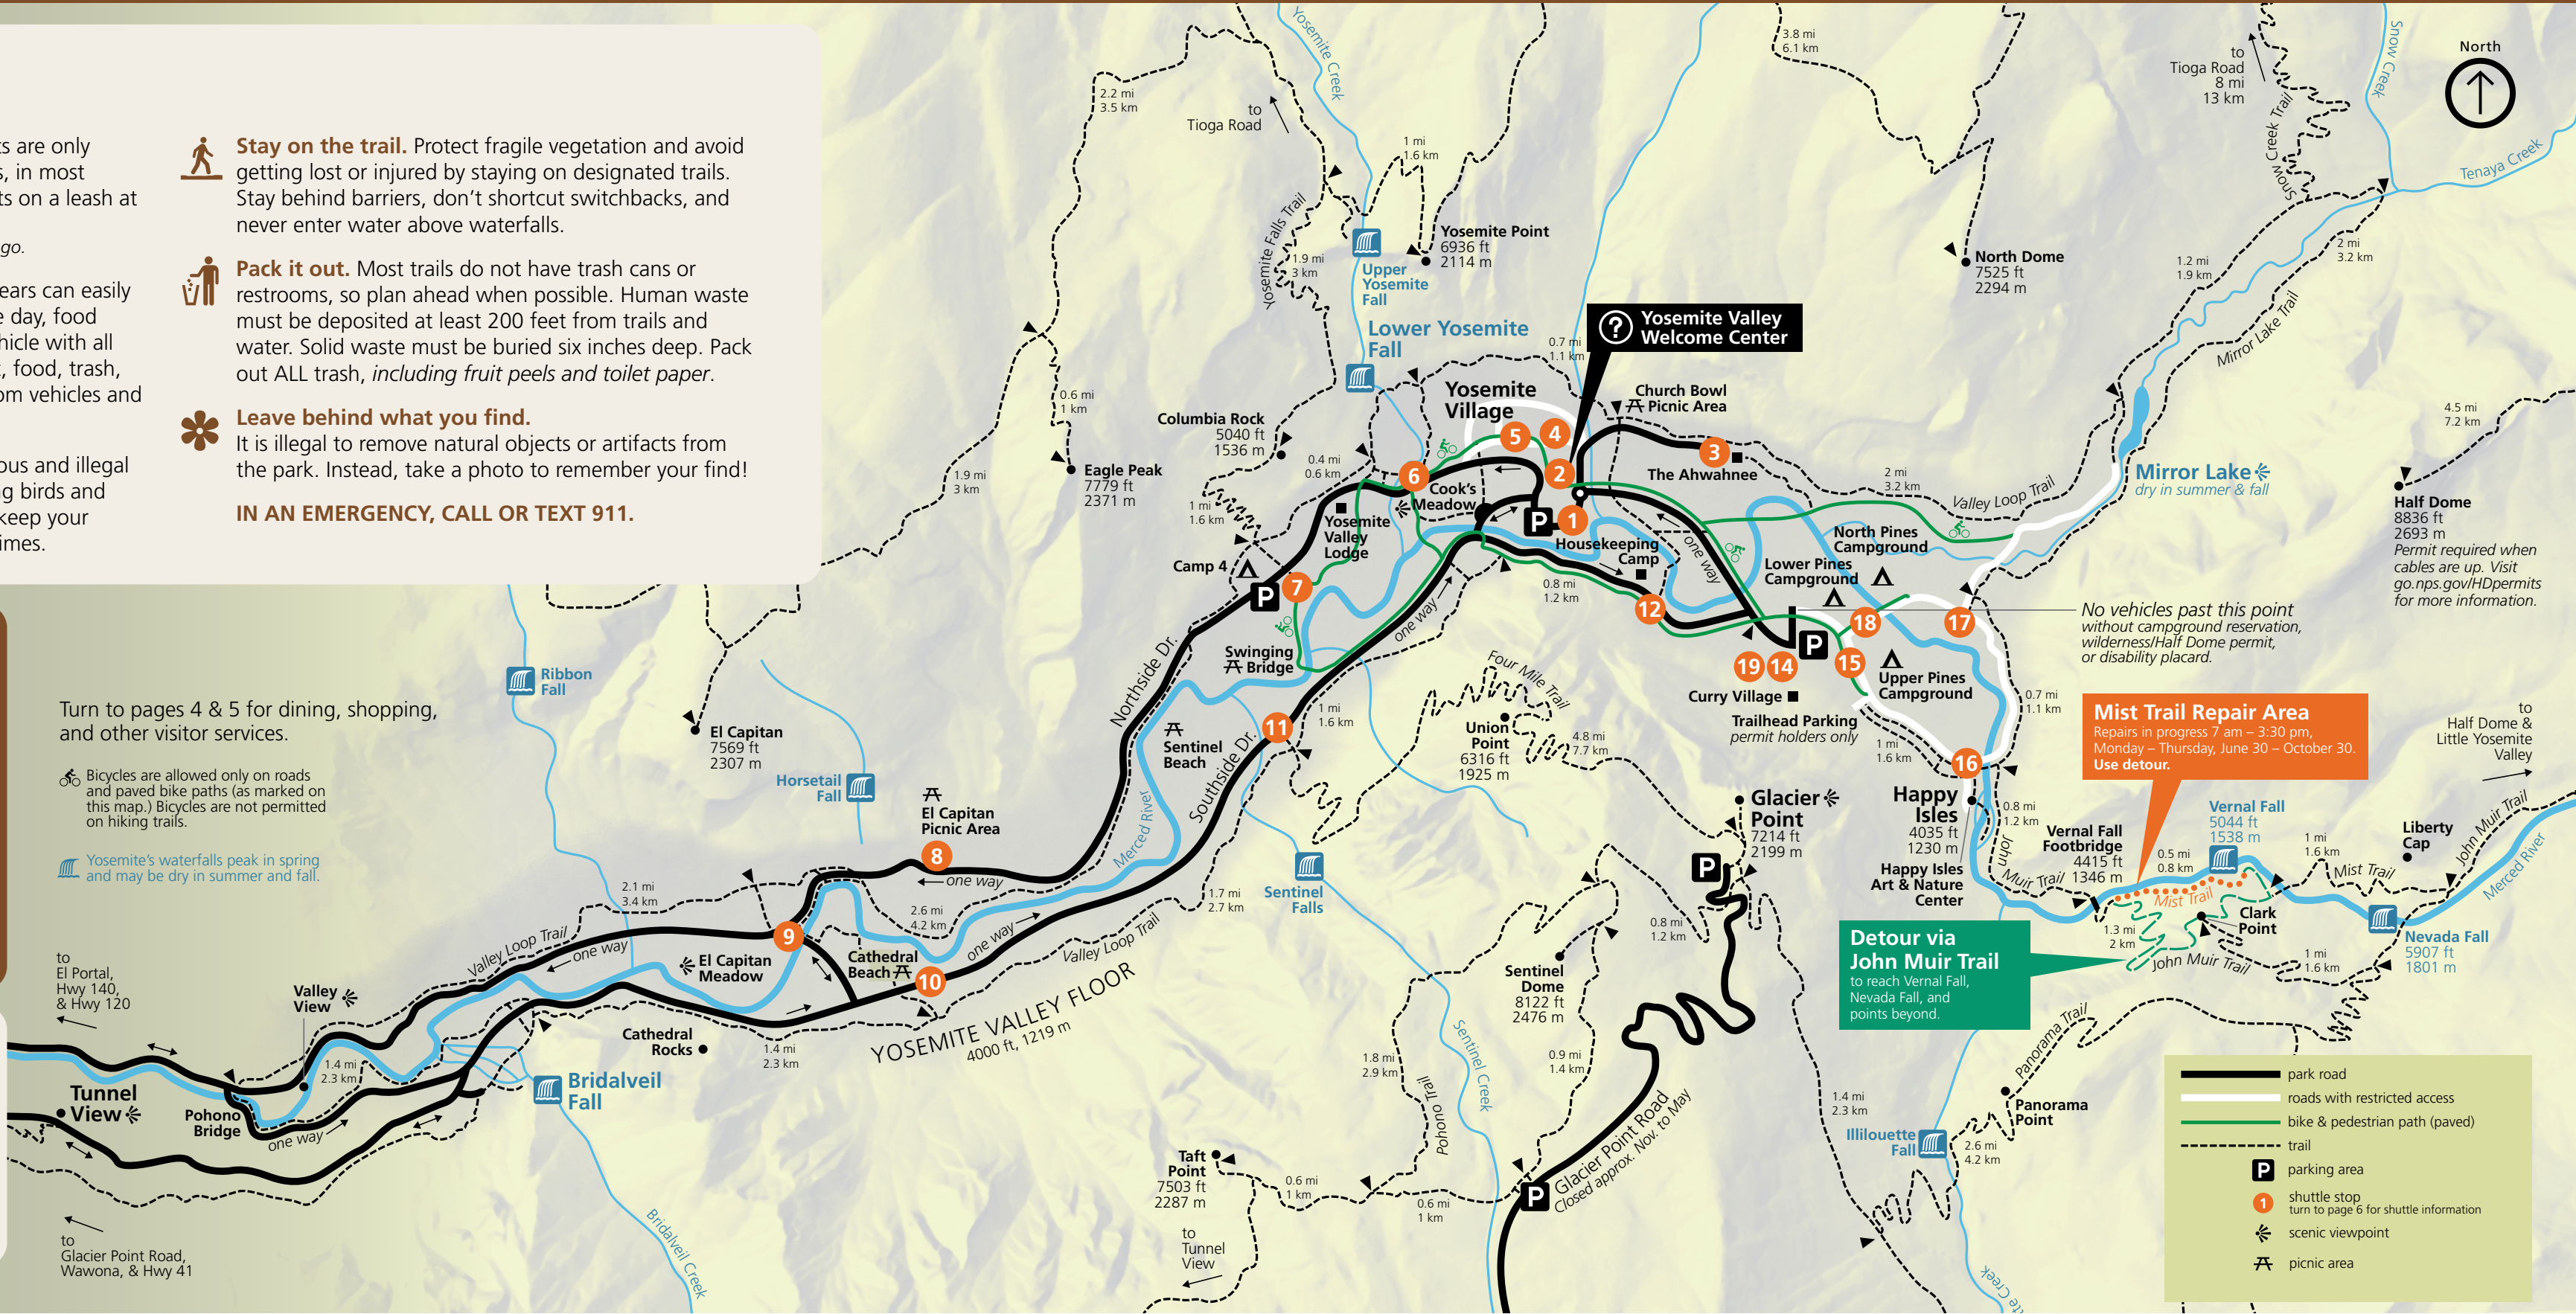 ts are only
s, in most
ts on a leash at
go.
ears can easily
e day, food
hicle with all
t, food, trash,
om vehicles and
ous and illegal
ng birds and
keep your
imes.
Stay on the trail. Protect fragile vegetation and avoid
getting lost or injured by staying on designated trails.
Stay behind barriers, don’t shortcut switchbacks, and
never enter water above waterfalls.
Pack it out. Most trails do not have trash cans or
restrooms, so plan ahead when possible. Human waste
must be deposited at least 200 feet from trails and
water. Solid waste must be buried six inches deep. Pack
out ALL trash, including fruit peels and toilet paper.
Leave behind what you find.
It is illegal to remove natural objects or artifacts from
the park. Instead, take a photo to remember your find!
IN AN EMERGENCY, CALL OR TEXT 911.
Turn to pages 4 & 5 for dining, shopping,
and other visitor services.
Bicycles are allowed only on roads
and paved bike paths (as marked on
this map.) Bicycles are not permitted
on hiking trails.
Yosemite’s waterfalls peak in spring
and may be dry in summer and fall.
to
El Portal,
Hwy 140,
& Hwy 120
Tunnel
View
to
Glacier Point Road,
Wawona, & Hwy 41
Pohono
Bridge
one way
Valley
View
1.4 mi
2.3 km
Valley Loop Trail
one way
2.1 mi
3.4 km
Ribbon
Fall
Bridalveil
Fall
Bridalveil Creek
Cathedral
Rocks
1.4 mi
2.3 km
El Capitan
Meadow
9
Cathedral
Beach
10
one way
2.6 mi
4.2 km
one way
8
El Capitan
Picnic Area
Horsetail
Fall
El Capitan
7569 ft
2307 m
YOSEMITE VALLEY FLOOR
4000 ft, 1219 m
Valley Loop Trail
1.7 mi
2.7 km
Merced River
Northside Dr.
Southside Dr.
Sentinel
Beach
11
1 mi
1.6 km
Sentinel
Falls
Swinging
Bridge
Camp 4
P
7
1.9 mi
3 km
2.2 mi
3.5 km
0.6 mi
1 km
Eagle Peak
7779 ft
2371 m
to
Tioga Road
Yosemite Creek
1 mi
1.6 km
Yosemite Falls Trail
1.9 mi
3 km
Upper
Yosemite
Fall
Yosemite Point
6936 ft
2114 m
Lower Yosemite
Fall
Columbia Rock
5040 ft
1536 m
0.4 mi
0.6 km
1 mi
1.6 km
0.7 mi
1.1 km
Yosemite
Village
5
4
2
6
Cook’s
Meadow
Yosemite
Valley
Lodge
P
1
? Yosemite Valley
Welcome Center
Church Bowl
Picnic Area
3
The Ahwahnee
Housekeeping
Camp
0.8 mi
1.2 km
one way
12
one way
3.8 mi
6.1 km
North Dome
7525 ft
2294 m
2 mi
3.2 km
Valley Loop Trail
North Pines
Campground
Lower Pines
Campground
18
17
P
19
14
15
Curry Village
Upper Pines
Campground
Trailhead Parking
permit holders only
No vehicles past this point
without campground reservation,
wilderness/Half Dome permit,
or disability placard.
0.7 mi
1.1 km
1 mi
1.6 km
16
Happy
Isles
4035 ft
1230 m
Happy Isles
Art & Nature
Center
0.8 mi
1.2 km
John Muir Trail
Vernal Fall
Footbridge
4415 ft
1346 m
Mist Trail Repair Area
Repairs in progress 7 am – 3:30 pm,
Monday – Thursday, June 30 – October 30.
Use detour.
0.5 mi
0.8 km
Mist Trail
Vernal Fall
5044 ft
1538 m
1 mi
1.6 km
Mist Trail
Liberty
Cap
John Muir Trail
Merced River
to
Half Dome &
Little Yosemite
Valley
Clark
Point
1.3 mi
2 km
John Muir Trail
1 mi
1.6 km
Nevada Fall
5907 ft
1801 m
Detour via
John Muir Trail
to reach Vernal Fall,
Nevada Fall, and
points beyond.
Panorama Trail
Panorama
Point
Illilouette
Fall
2.6 mi
4.2 km
1.4 mi
2.3 km
te Creek
Four Mile Trail
Union
Point
6316 ft
1925 m
4.8 mi
7.7 km
Glacier
Point
7214 ft
2199 m
P
0.8 mi
1.2 km
Sentinel
Dome
8122 ft
2476 m
0.9 mi
1.4 km
1.8 mi
2.9 km
Pohono Trail
Sentinel Creek
Taft
Point
7503 ft
2287 m
to
Tunnel
View
0.6 mi
1 km
0.6 mi
1 km
P
Glacier Point Road
Closed approx. Nov. to May
to
Tioga Road
8 mi
13 km
Snow Creek Trail
Snow Creek
Tenaya Creek
North
1.2 mi
1.9 km
2 mi
3.2 km
Mirror Lake Trail
Mirror Lake
dry in summer & fall
4.5 mi
7.2 km
Half Dome
8836 ft
2693 m
Permit required when
cables are up. Visit
go.nps.gov/HDpermits
for more information.
park road
roads with restricted access
bike & pedestrian path (paved)
trail
P parking area
1 shuttle stop
turn to page 6 for shuttle information
scenic viewpoint
picnic area